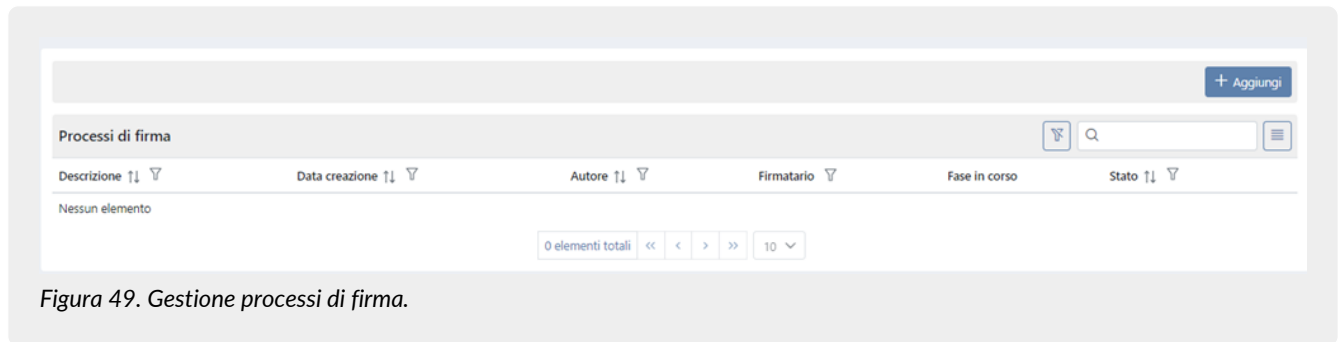 + Aggiungi
Processi di firma
Descrizione Data creazione Autore Firmatario Fase in corso Stato
Nessun elemento
0 elementi totali << < > >> 10
Figura 49. Gestione processi di firma.